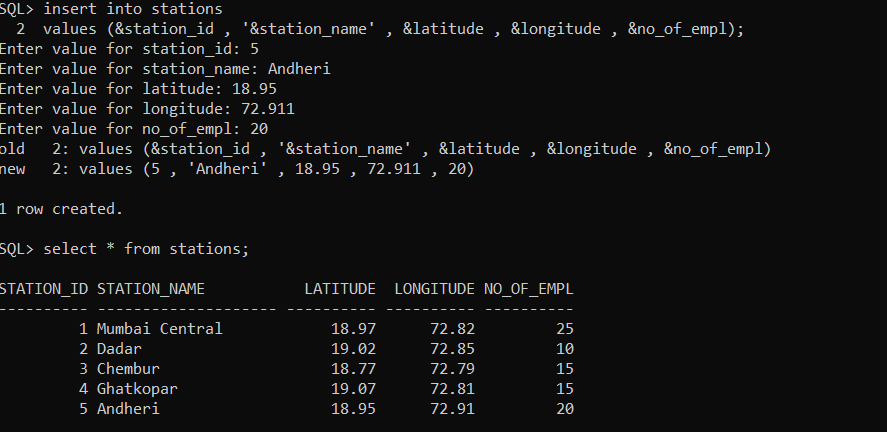 SQL> insert into stations
  2  values (&station_id , '&station_name' , &latitude , &longitude , &no_of_empl);
Enter value for station_id: 5
Enter value for station_name: Andheri
Enter value for latitude: 18.95
Enter value for longitude: 72.911
Enter value for no_of_empl: 20
old   2: values (&station_id , '&station_name' , &latitude , &longitude , &no_of_empl)
new   2: values (5 , 'Andheri' , 18.95 , 72.911 , 20)
1 row created.
SQL> select * from stations;
STATION_ID STATION_NAME           LATITUDE  LONGITUDE NO_OF_EMPL
---------- -------------------- ---------- ---------- ----------
         1 Mumbai Central            18.97      72.82         25
         2 Dadar                     19.02      72.85         10
         3 Chembur                   18.77      72.79         15
         4 Ghatkopar                 19.07      72.81         15
         5 Andheri                   18.95      72.91         20